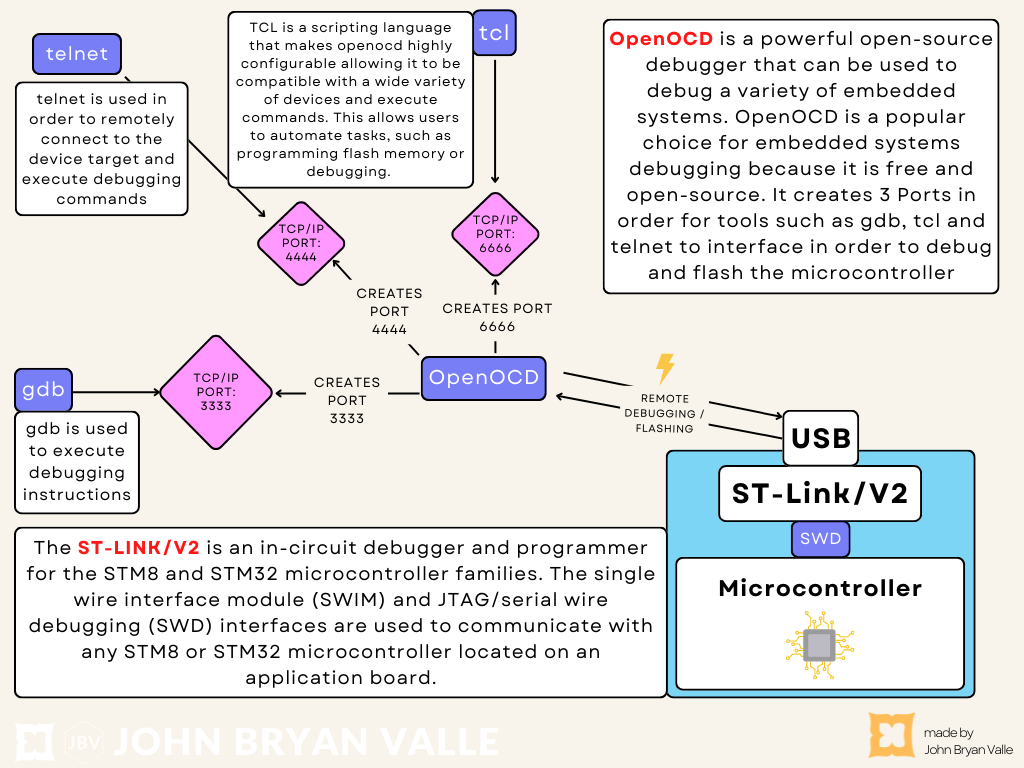 telnet
telnet is used in
order to remotely
connect to the
device target and
execute debugging
commands
TCL is a scripting language
that makes openocd highly
configurable allowing it to be
compatible with a wide variety
of devices and execute
commands. This allows users
to automate tasks, such as
programming flash memory or
debugging.
tcl
OpenOCD is a powerful open-source
debugger that can be used to
debug a variety of embedded
systems. OpenOCD is a popular
choice for embedded systems
debugging because it is free and
open-source. It creates 3 Ports in
order for tools such as gdb, tcl and
telnet to interface in order to debug
and flash the microcontroller
TCP/IP
PORT:
4444
TCP/IP
PORT:
6666
CREATES
PORT
4444
CREATES PORT
6666
gdb
gdb is used
to execute
debugging
instructions
TCP/IP
PORT:
3333
CREATES
PORT
3333
OpenOCD
REMOTE
DEBUGGING /
FLASHING
USB
ST-Link/V2
SWD
Microcontroller
The ST-LINK/V2 is an in-circuit debugger and programmer
for the STM8 and STM32 microcontroller families. The single
wire interface module (SWIM) and JTAG/serial wire
debugging (SWD) interfaces are used to communicate with
any STM8 or STM32 microcontroller located on an
application board.
JBV
JOHN BRYAN VALLE
made by
John Bryan Valle